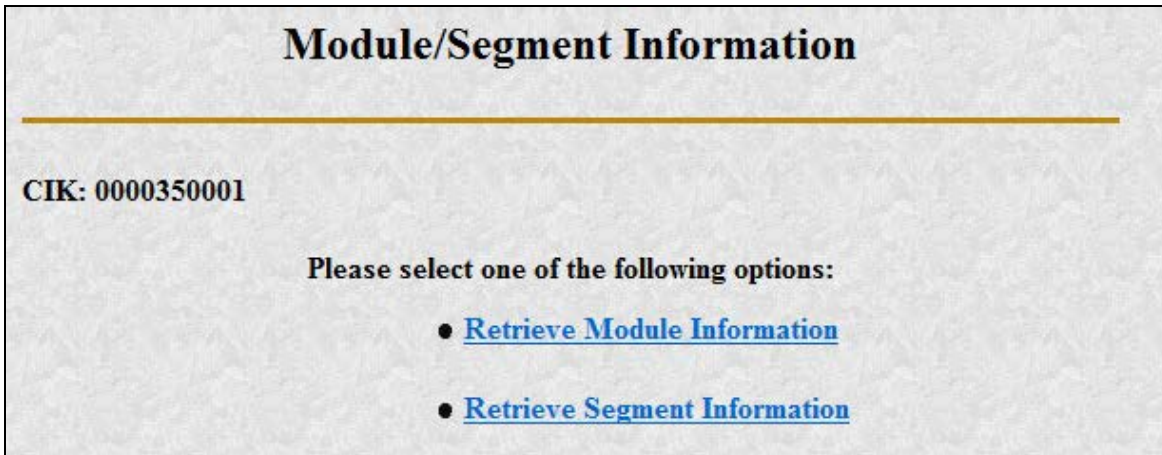 Module/Segment Information
CIK: 0000350001
Please select one of the following options:
Retrieve Module Information
Retrieve Segment Information